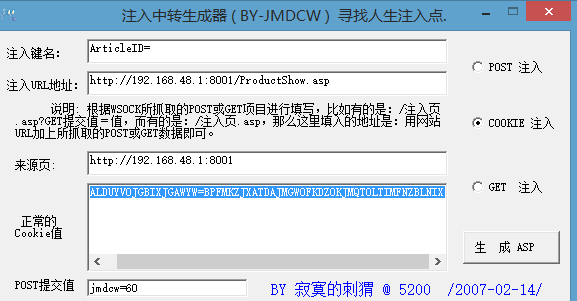 注入中转生成器 ( BY-JMDCW ) 寻找人生注入点.
注入键名:
ArticleID=
POST 注入
注入URL地址:
http://192.168.48.1:8001/ProductShow.asp
说明: 根据WSOCK所抓取的POST或GET项目进行填写，比如有的是: /注入页
.asp?GET提交值＝值，而有的是: /注入页.asp，那么这里填入的地址是: 用网站
URL加上所抓取的POST或GET数据即可。
COOKIE 注入
来源页:
http://192.168.48.1:8001
GET 注入
正常的
Cookie值
ALDUYVOJGBIXJGAWYW=BPFMKZJXATDAJMGWOFKDZOKJMQTOLTIMFNZBLNIX
生 成 ASP
POST提交值
jmdcw=60
BY 寂寞的刺猬 @ 5200 /2007-02-14/